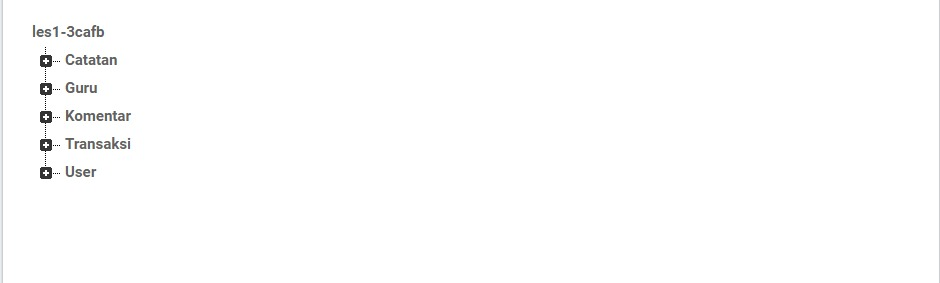 les1-3cafb
Catatan
Guru
Komentar
Transaksi
User